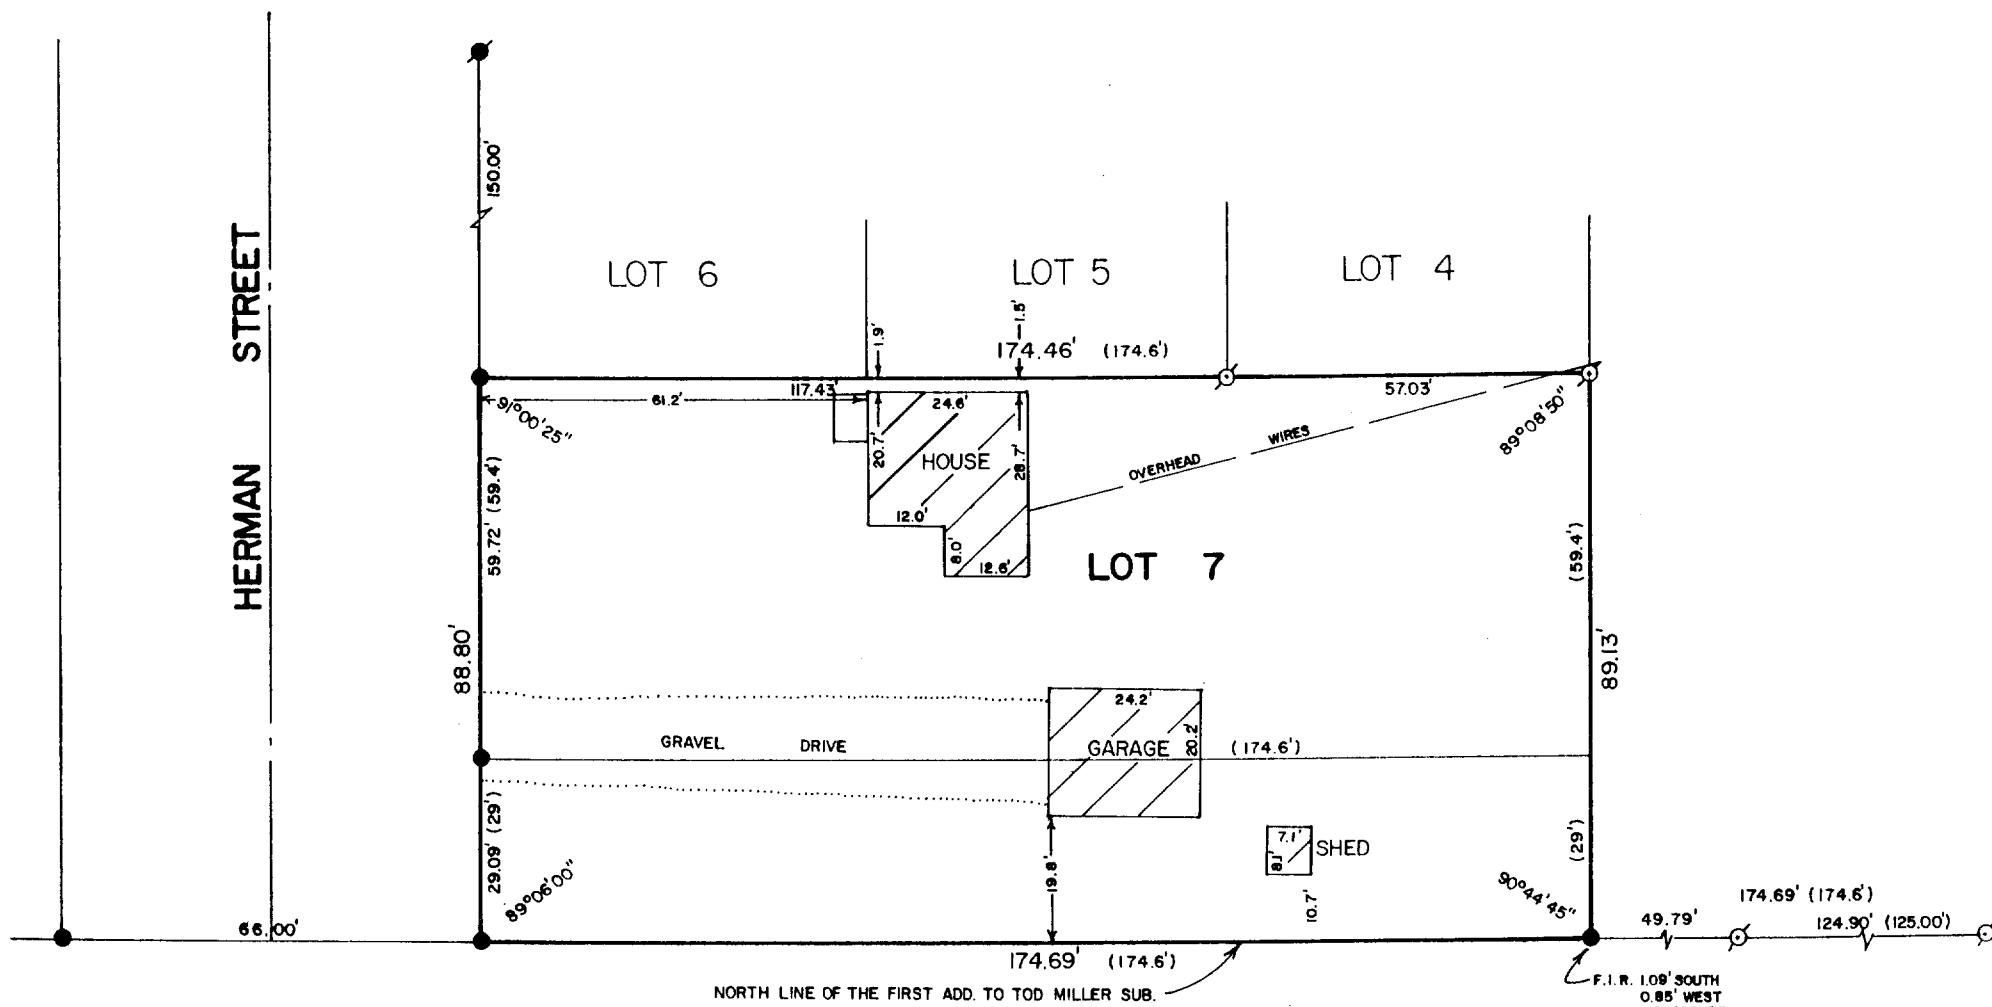 150.00'
HERMAN STREET
LOT 6
LOT 5
LOT 4
1.9'
1.5'
174.46' (174.6')
117.43'
61.2'
57.03'
91°00'25"
89°08'50"
24.6'
20.7'
28.7'
HOUSE
12.0'
8.0'
12.6'
OVERHEAD WIRES
59.72' (59.4')
(59.4')
LOT 7
88.80'
89.13'
24.2'
20.2'
GRAVEL DRIVE
GARAGE
(174.6')
29.09' (29')
(29')
7.1'
8.1'
SHED
19.8'
10.7'
89°06'00"
90°44'45"
66.00'
174.69' (174.6')
49.79'
124.90' (125.00')
174.69' (174.6')
NORTH LINE OF THE FIRST ADD. TO TOD MILLER SUB.
F.I.R. 1.09' SOUTH
0.85' WEST